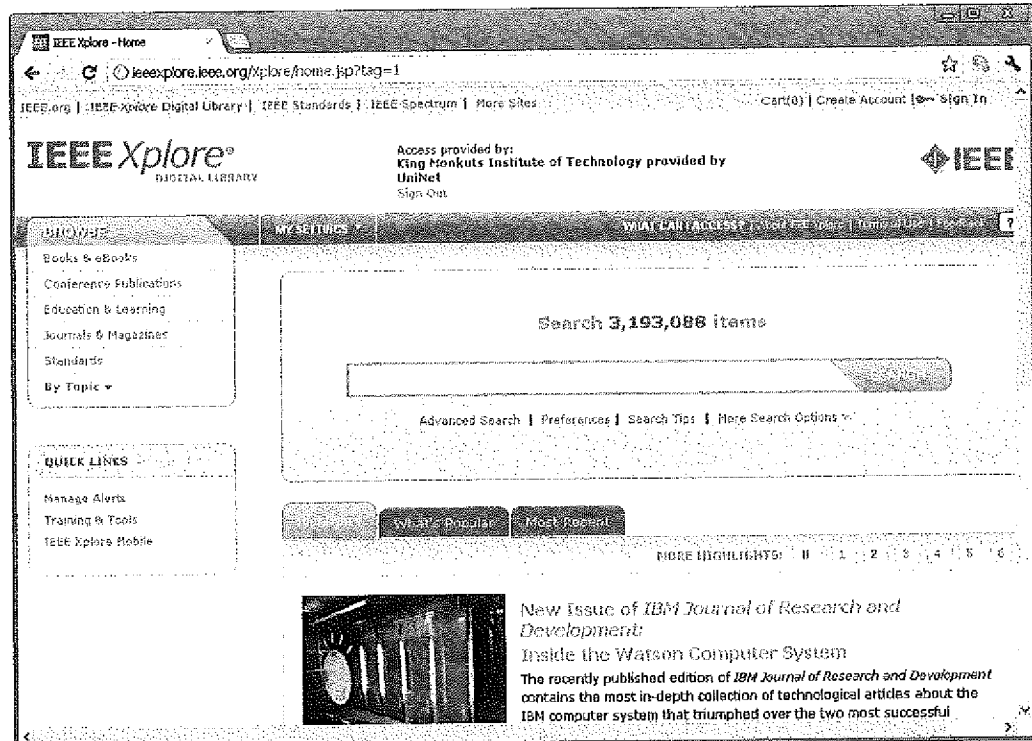 IEEE Xplore - Home
ieeexplore.ieee.org/Xplore/home.jsp?tag=1
IEEE.org | IEEE Xplore Digital Library | IEEE Standards | IEEE Spectrum | More Sites
Cart(0) | Create Account | Sign In
IEEE Xplore®
DIGITAL LIBRARY
Access provided by:
King Monkuts Institute of Technology provided by
UniNet
Sign Out
IEEE
BROWSE
MY SETTINGS
WHAT CAN I ACCESS?
?
Books & eBooks
Conference Publications
Education & Learning
Journals & Magazines
Standards
By Topic
Search 3,193,086 items
Advanced Search | Preferences | Search Tips | More Search Options
QUICK LINKS
Manage Alerts
Training & Tools
IEEE Xplore Mobile
What's Popular
Most Recent
MORE HIGHLIGHTS: 1 2 3 4 5 6
New Issue of IBM Journal of Research and
Development:
Inside the Watson Computer System
The recently published edition of IBM Journal of Research and Development
contains the most in-depth collection of technological articles about the
IBM computer system that triumphed over the two most successful